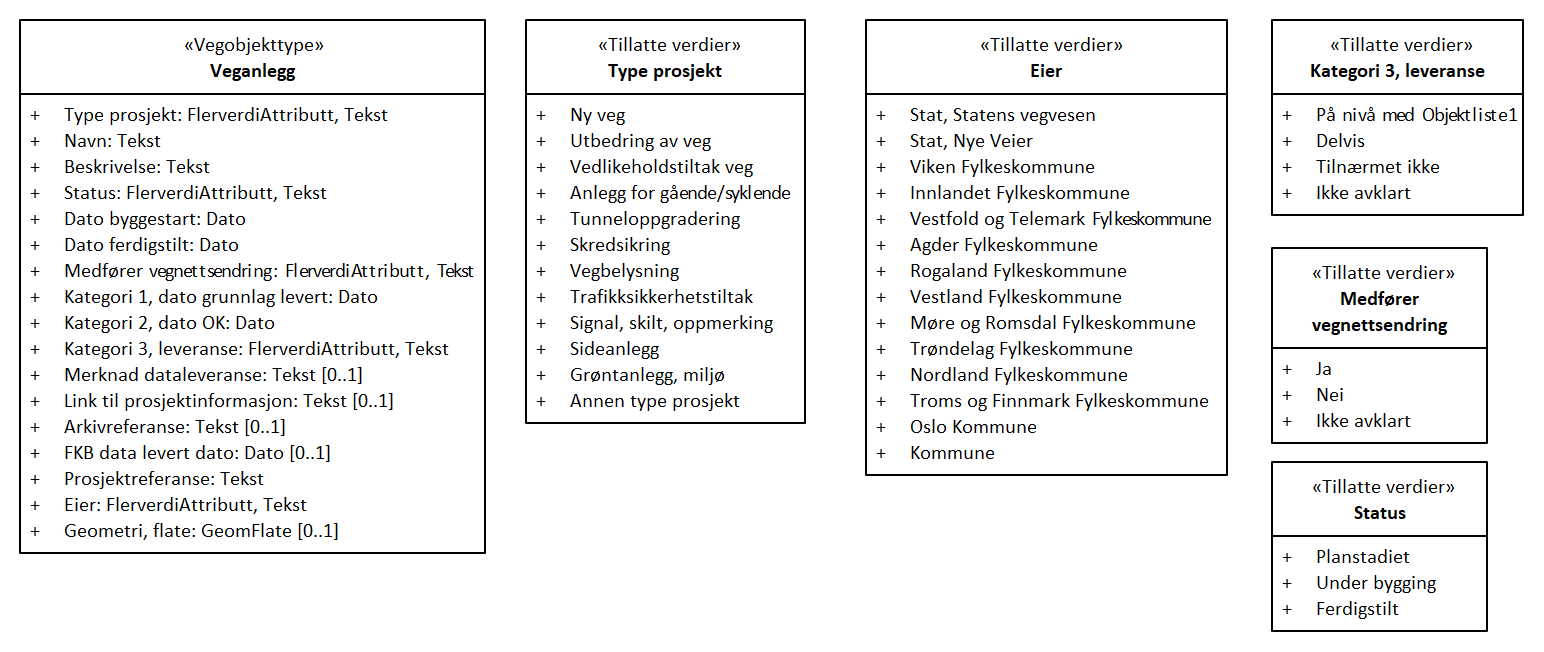 «Vegobjekttype»
Veganlegg
+ Type prosjekt: FlerverdiAttributt, Tekst
+ Navn: Tekst
+ Beskrivelse: Tekst
+ Status: FlerverdiAttributt, Tekst
+ Dato byggestart: Dato
+ Dato ferdigstilt: Dato
+ Medfører vegnettsendring: FlerverdiAttributt, Tekst
+ Kategori 1, dato grunnlag levert: Dato
+ Kategori 2, dato OK: Dato
+ Kategori 3, leveranse: FlerverdiAttributt, Tekst
+ Merknad dataleveranse: Tekst [0..1]
+ Link til prosjektinformasjon: Tekst [0..1]
+ Arkivreferanse: Tekst [0..1]
+ FKB data levert dato: Dato [0..1]
+ Prosjektreferanse: Tekst
+ Eier: FlerverdiAttributt, Tekst
+ Geometri, flate: GeomFlate [0..1]
«Tillatte verdier»
Type prosjekt
+ Ny veg
+ Utbedring av veg
+ Vedlikeholdstiltak veg
+ Anlegg for gående/syklende
+ Tunneloppgradering
+ Skredsikring
+ Vegbelysning
+ Trafikksikkerhetstiltak
+ Signal, skilt, oppmerking
+ Sideanlegg
+ Grøntanlegg, miljø
+ Annen type prosjekt
«Tillatte verdier»
Eier
+ Stat, Statens vegvesen
+ Stat, Nye Veier
+ Viken Fylkeskommune
+ Innlandet Fylkeskommune
+ Vestfold og Telemark Fylkeskommune
+ Agder Fylkeskommune
+ Rogaland Fylkeskommune
+ Vestland Fylkeskommune
+ Møre og Romsdal Fylkeskommune
+ Trøndelag Fylkeskommune
+ Nordland Fylkeskommune
+ Troms og Finnmark Fylkeskommune
+ Oslo Kommune
+ Kommune
«Tillatte verdier»
Kategori 3, leveranse
+ På nivå med Objektliste1
+ Delvis
+ Tilnærmet ikke
+ Ikke avklart
«Tillatte verdier»
Medfører
vegnettsendring
+ Ja
+ Nei
+ Ikke avklart
«Tillatte verdier»
Status
+ Planstadiet
+ Under bygging
+ Ferdigstilt